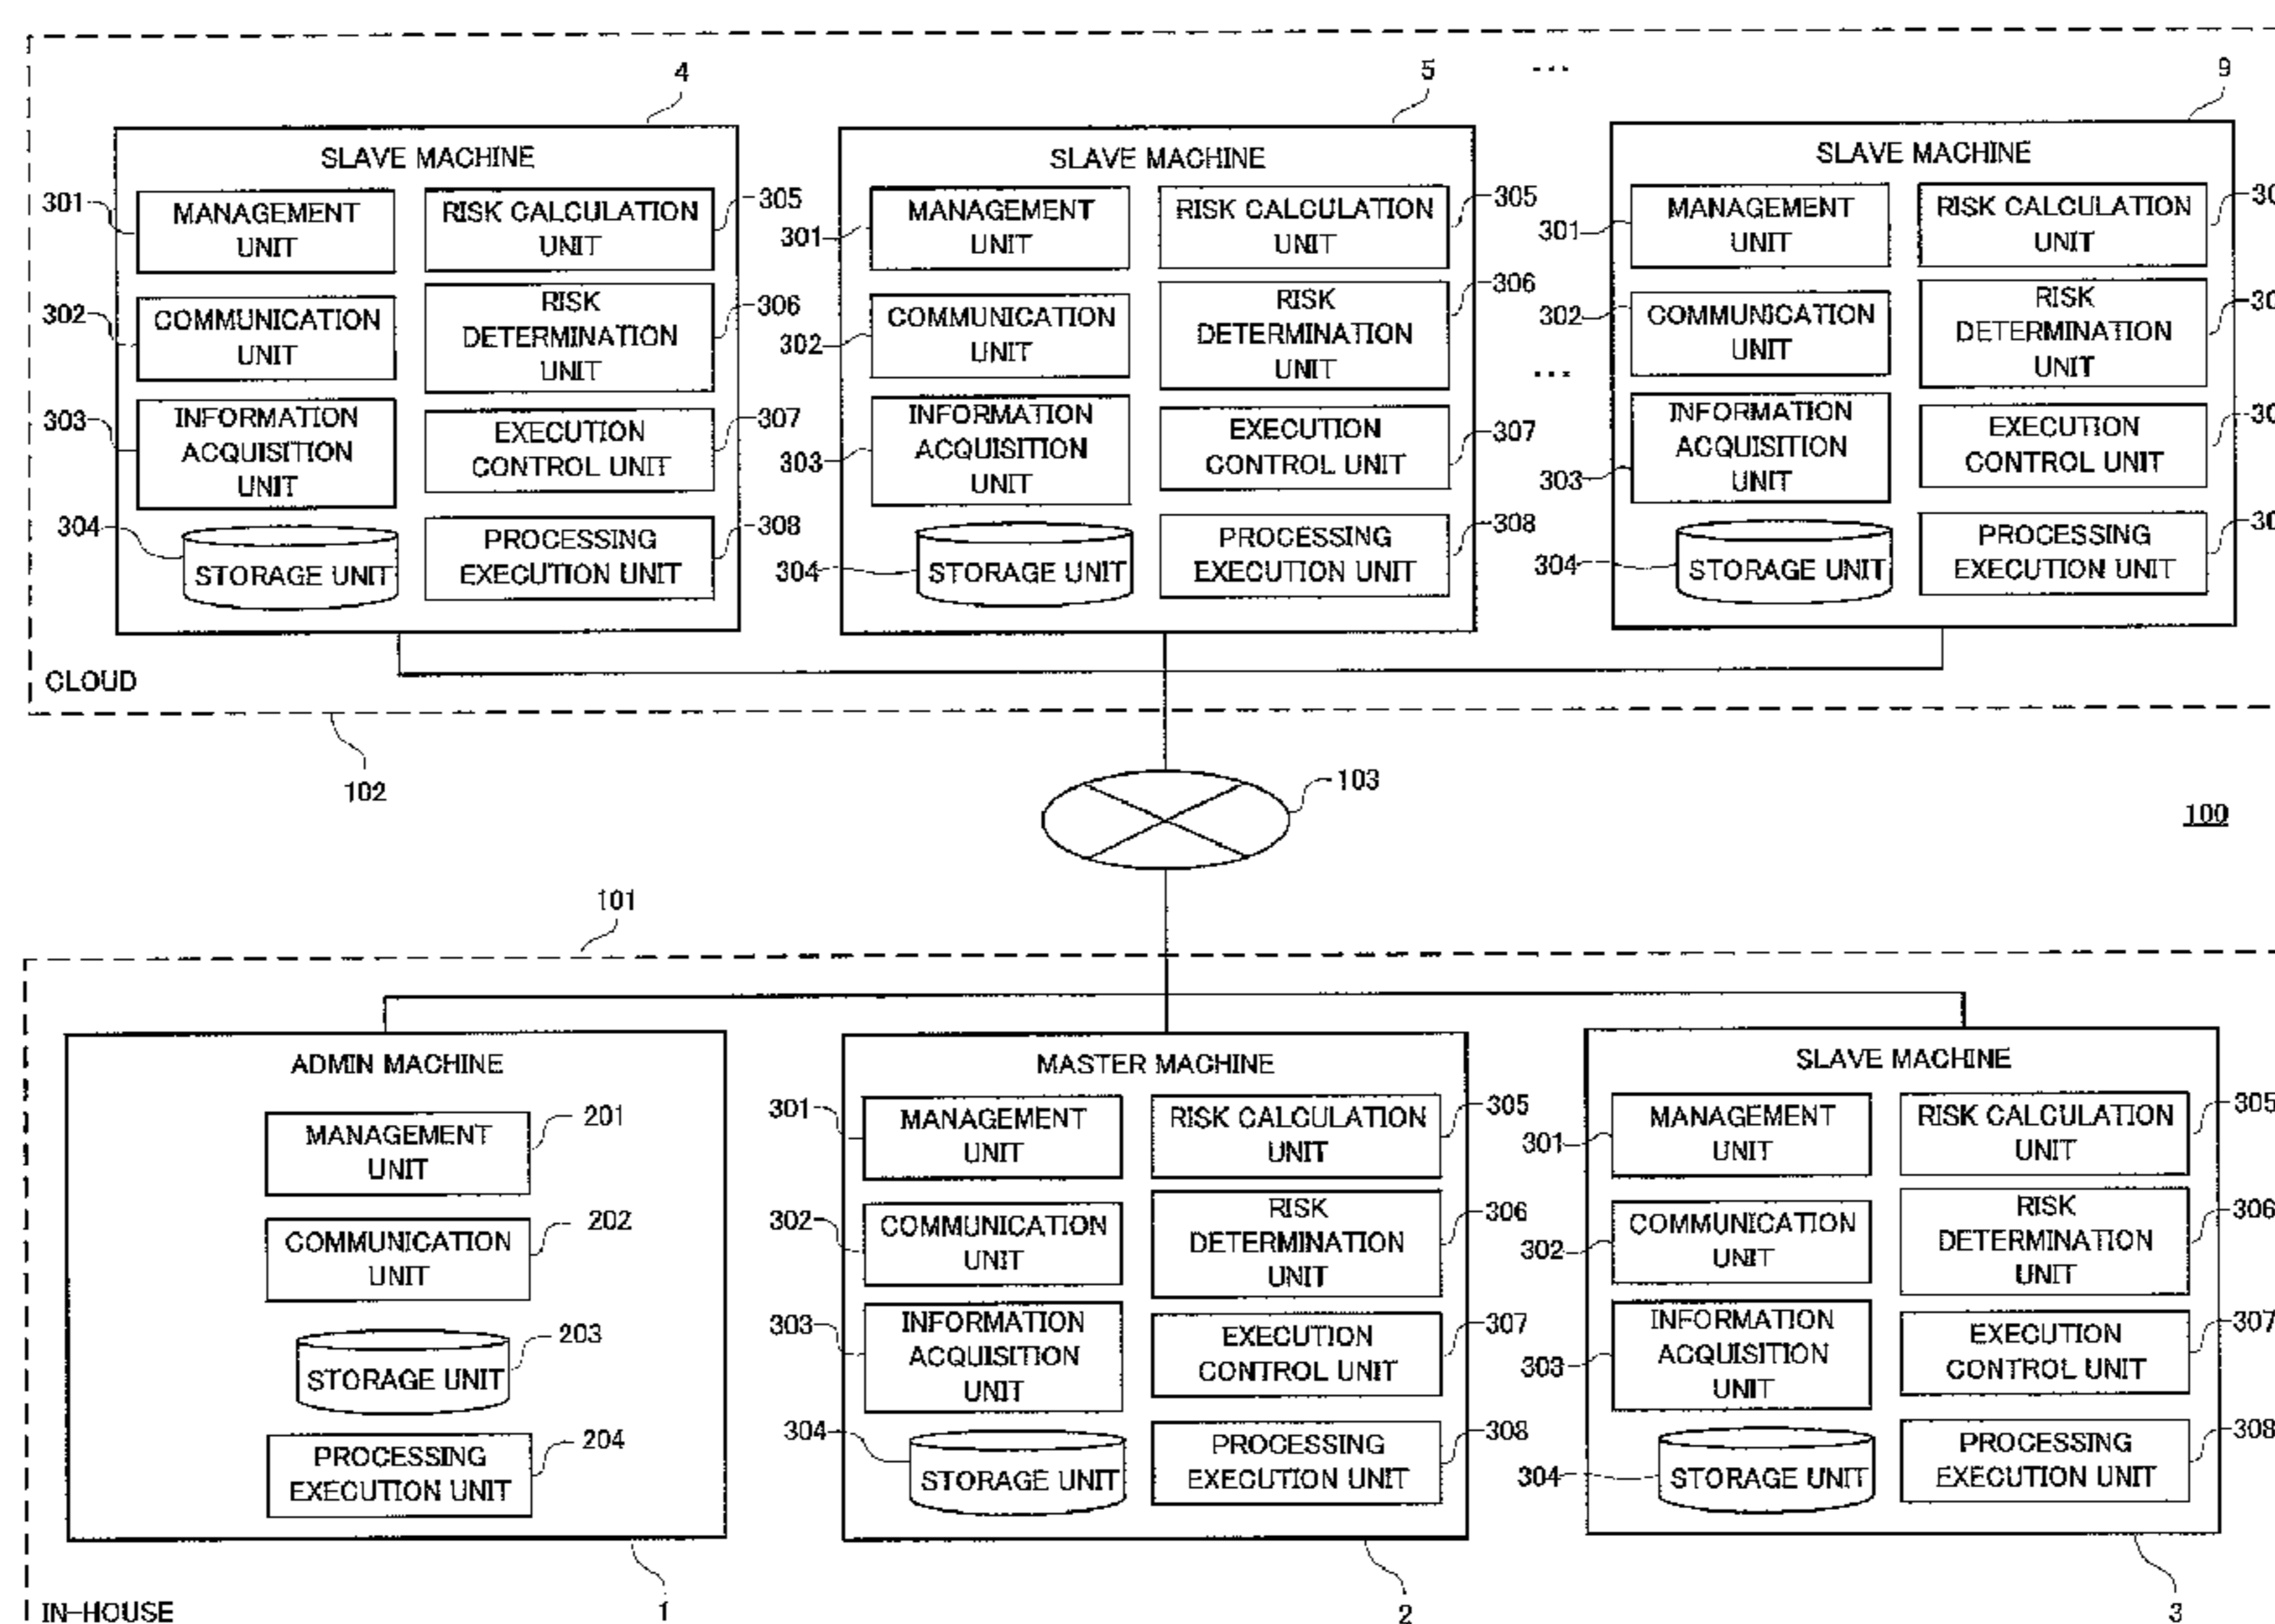 4
5
...
9
SLAVE MACHINE
301
MANAGEMENT
UNIT
RISK CALCULATION
UNIT
305
302
COMMUNICATION
UNIT
RISK
DETERMINATION
UNIT
306
303
INFORMATION
ACQUISITION
UNIT
EXECUTION
CONTROL UNIT
307
304
STORAGE UNIT
PROCESSING
EXECUTION UNIT
308
SLAVE MACHINE
301
MANAGEMENT
UNIT
RISK CALCULATION
UNIT
305
302
COMMUNICATION
UNIT
RISK
DETERMINATION
UNIT
306
303
INFORMATION
ACQUISITION
UNIT
EXECUTION
CONTROL UNIT
307
304
STORAGE UNIT
PROCESSING
EXECUTION UNIT
308
...
SLAVE MACHINE
301
MANAGEMENT
UNIT
RISK CALCULATION
UNIT
302
COMMUNICATION
UNIT
RISK
DETERMINATION
UNIT
303
INFORMATION
ACQUISITION
UNIT
EXECUTION
CONTROL UNIT
304
STORAGE UNIT
PROCESSING
EXECUTION UNIT
CLOUD
102
103
100
101
ADMIN MACHINE
MANAGEMENT
UNIT
201
COMMUNICATION
UNIT
202
STORAGE UNIT
203
PROCESSING
EXECUTION UNIT
204
MASTER MACHINE
301
MANAGEMENT
UNIT
RISK CALCULATION
UNIT
305
302
COMMUNICATION
UNIT
RISK
DETERMINATION
UNIT
306
303
INFORMATION
ACQUISITION
UNIT
EXECUTION
CONTROL UNIT
307
304
STORAGE UNIT
PROCESSING
EXECUTION UNIT
308
SLAVE MACHINE
301
MANAGEMENT
UNIT
RISK CALCULATION
UNIT
305
302
COMMUNICATION
UNIT
RISK
DETERMINATION
UNIT
306
303
INFORMATION
ACQUISITION
UNIT
EXECUTION
CONTROL UNIT
307
304
STORAGE UNIT
PROCESSING
EXECUTION UNIT
308
IN-HOUSE
1
2
3